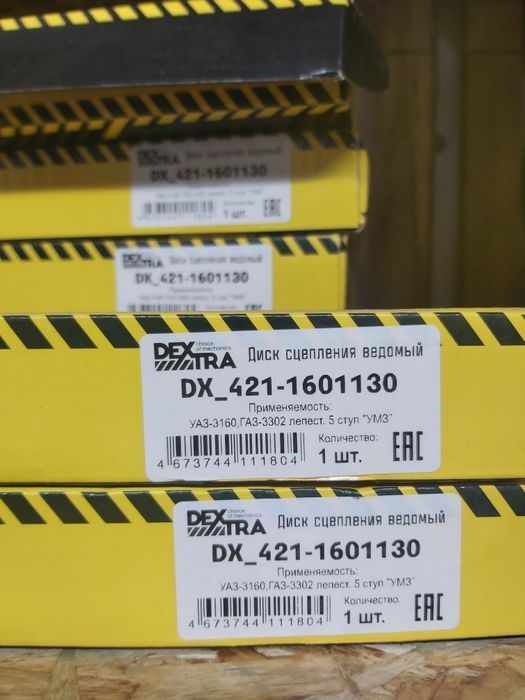 DEXTRA Диск сцепления ведомый
DX_421-1601130
1 шт.
DEXTRA Диск сцепления ведомый
DX_421-1601130
Применяемость:
DEXTRA
choice of mechanics
Диск сцепления ведомый
DX_421-1601130
Применяемость:
УАЗ-3160,ГАЗ-3302 лепест. 5 ступ "УМЗ"
Количество:
1 шт.
EAC
4 673744 111804
DEXTRA
choice of mechanics
Диск сцепления ведомый
DX_421-1601130
Применяемость:
УАЗ-3160,ГАЗ-3302 лепест. 5 ступ "УМЗ"
Количество:
1 шт.
EAC
4 673744 111804